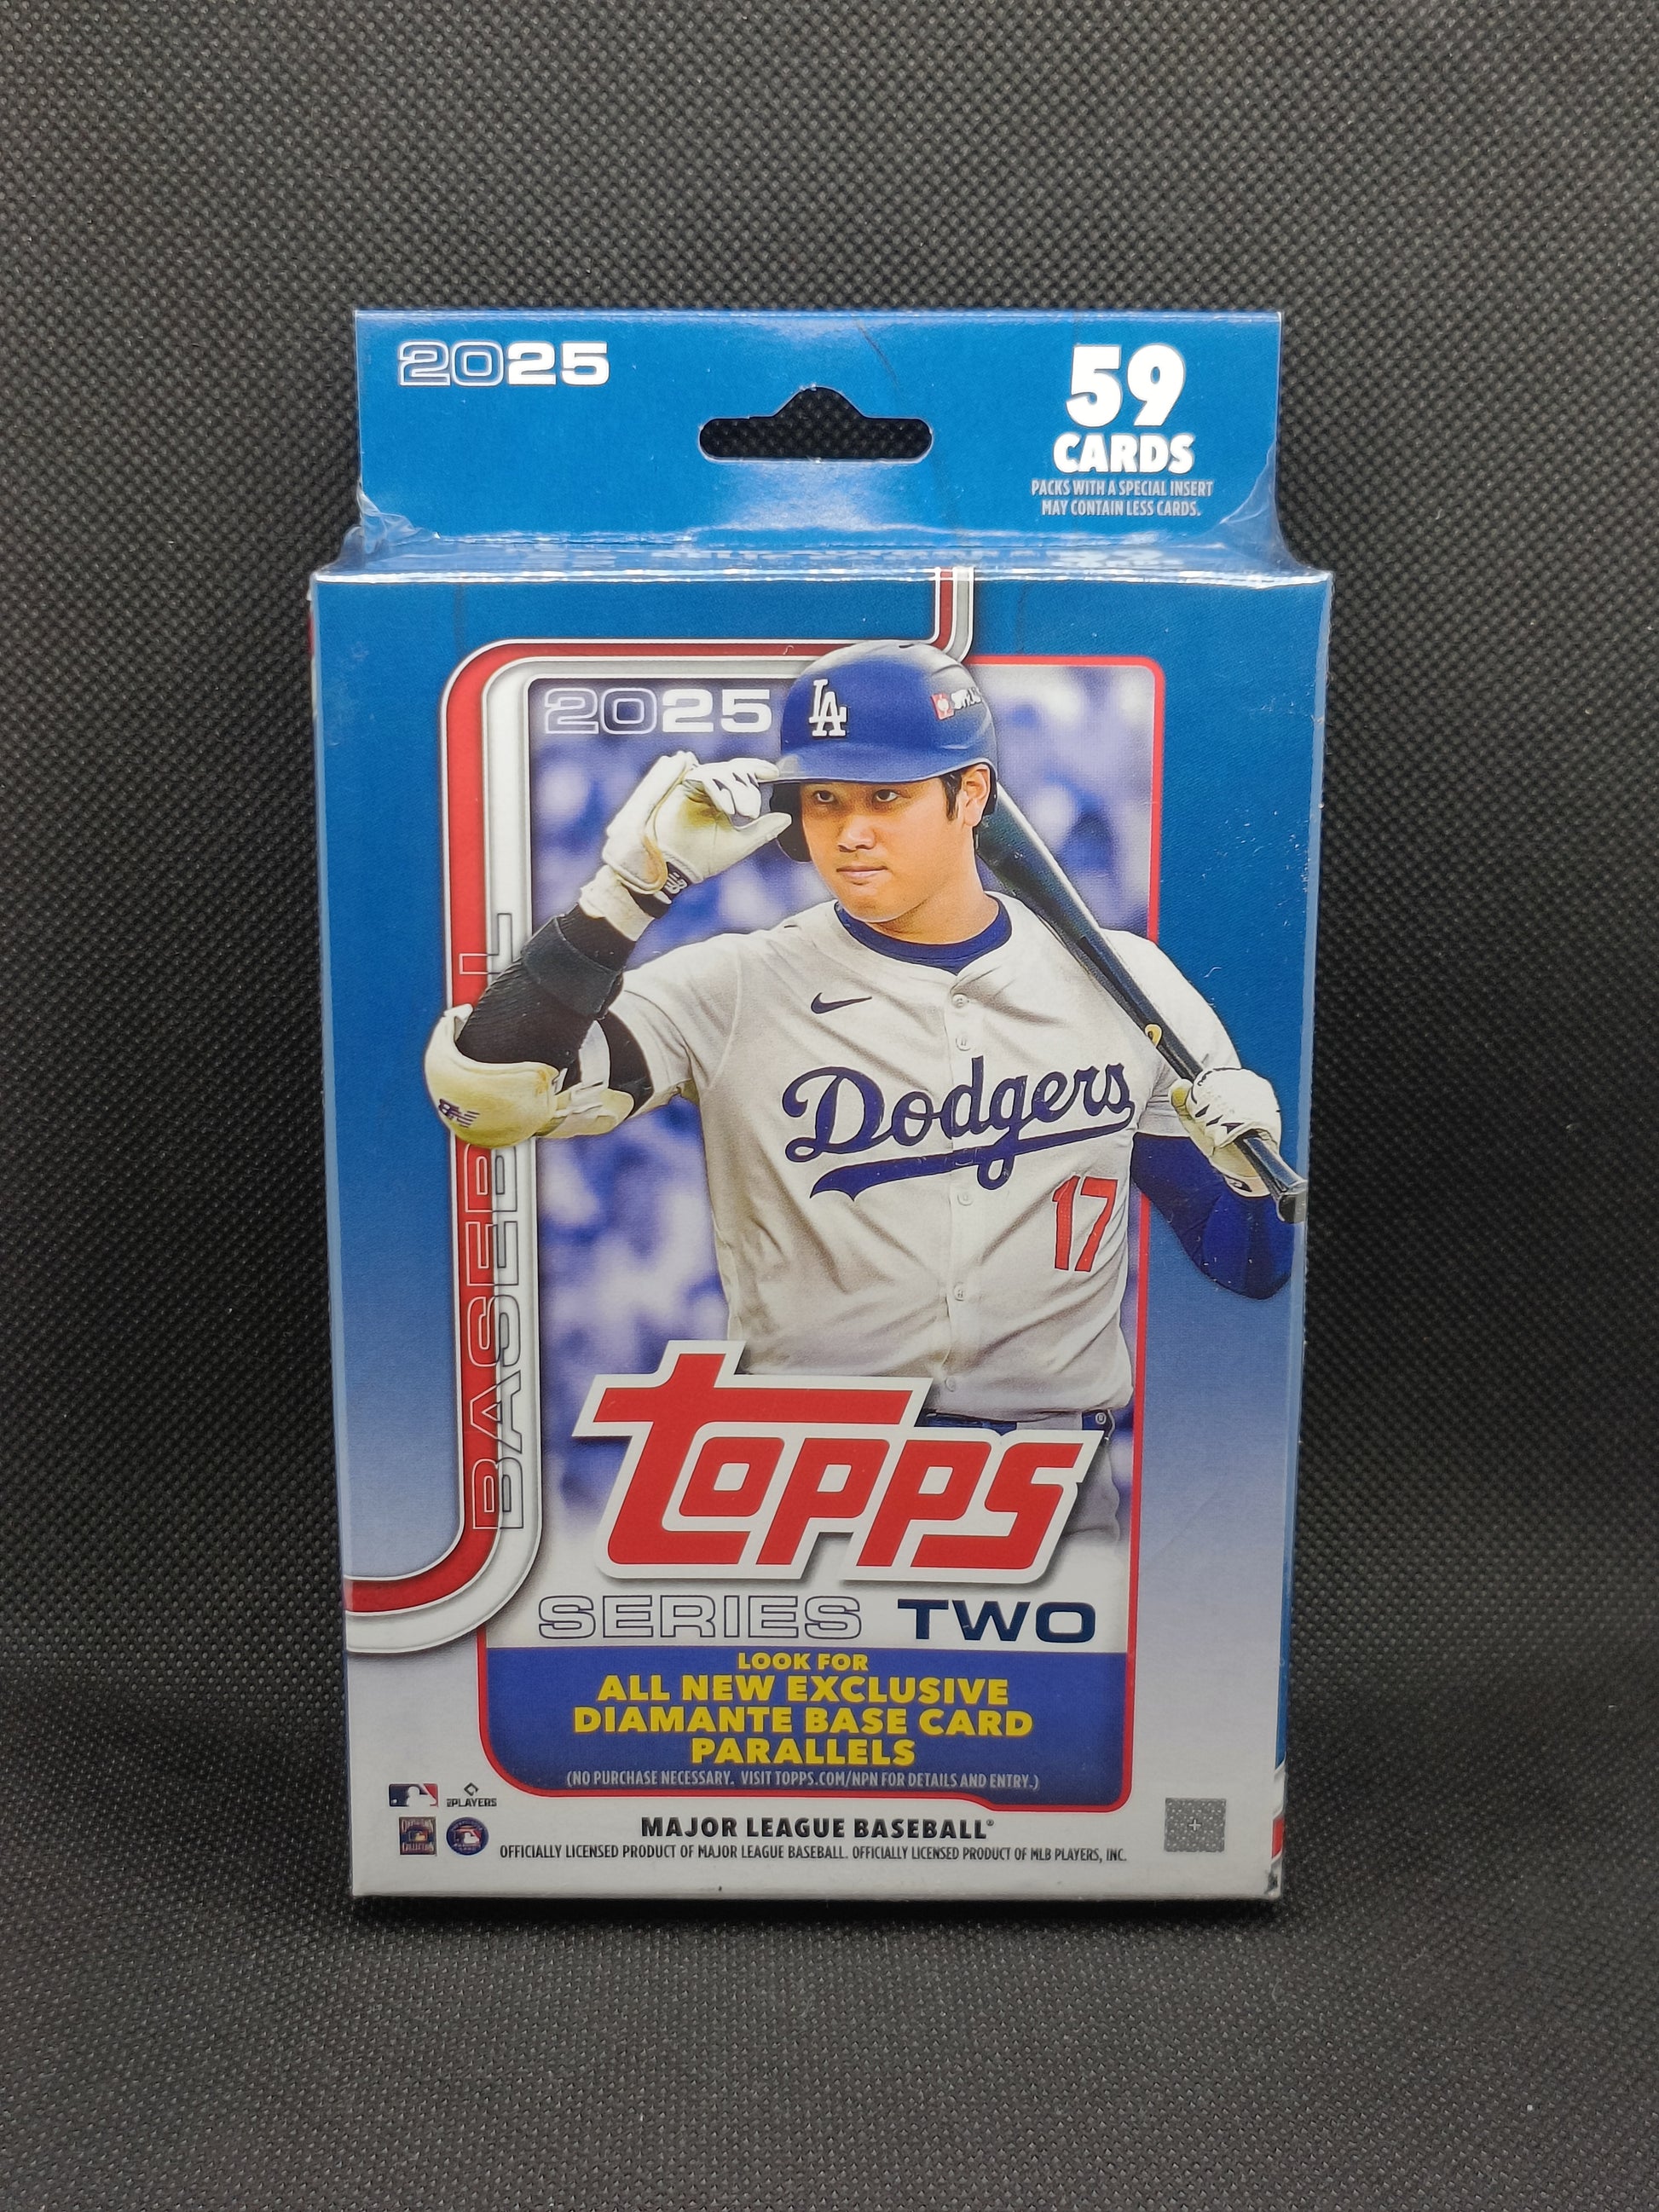 2025
59
CARDS
PACKS WITH A SPECIAL INSERT
MAY CONTAIN LESS CARDS.
2025
LA
BASEBALL
Dodgers
17
topps
SERIES TWO
LOOK FOR
ALL NEW EXCLUSIVE
DIAMANTE BASE CARD
PARALLELS
(NO PURCHASE NECESSARY. VISIT TOPPS.COM/NPN FOR DETAILS AND ENTRY.)
PLAYERS
MAJOR LEAGUE BASEBALL®
OFFICIALLY LICENSED PRODUCT OF MAJOR LEAGUE BASEBALL. OFFICIALLY LICENSED PRODUCT OF MLB PLAYERS, INC.